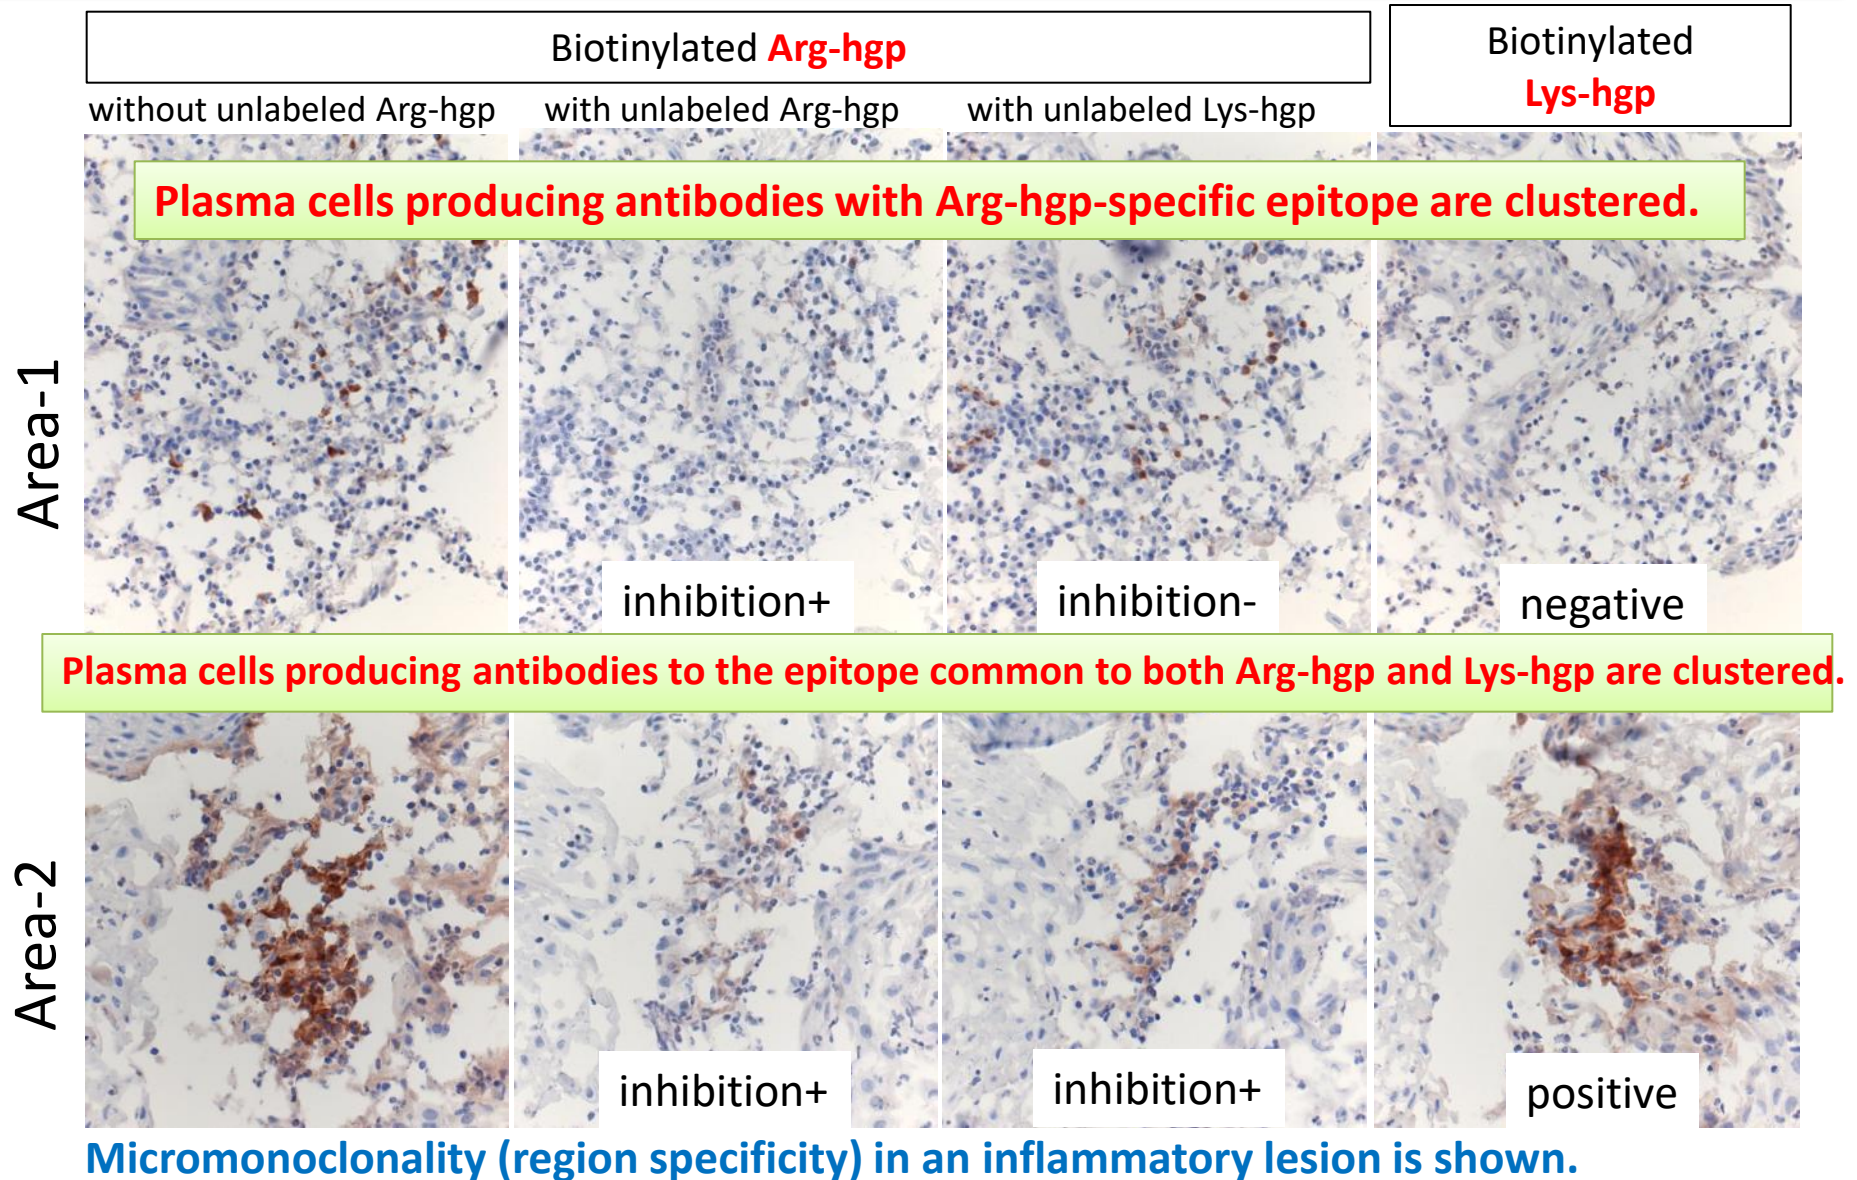 Biotinylated Arg-hgp
Biotinylated
Lys-hgp
without unlabeled Arg-hgp
with unlabeled Arg-hgp
with unlabeled Lys-hgp
Plasma cells producing antibodies with Arg-hgp-specific epitope are clustered.
Area-1
inhibition+
inhibition-
negative
Plasma cells producing antibodies to the epitope common to both Arg-hgp and Lys-hgp are clustered.
Area-2
inhibition+
inhibition+
positive
Micromonoclonality (region specificity) in an inflammatory lesion is shown.